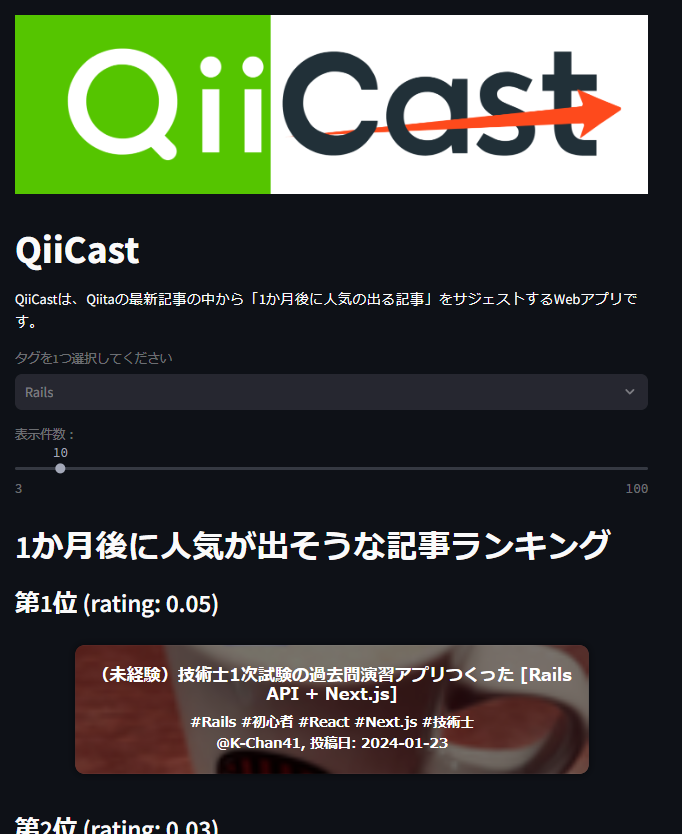 QiiCast
QiiCast
QiiCastは、Qiitaの最新記事の中から「1か月後に人気の出る記事」をサジェストするWebアプリで
す。
タグを1つ選択してください
Rails
表示件数：
10
3
100
1か月後に人気が出そうな記事ランキング
第1位 (rating: 0.05)
（未経験）技術士1次試験の過去問演習アプリつくった [Rails
API + Next.js]
#Rails #初心者 #React #Next.js #技術士
@K-Chan41, 投稿日: 2024-01-23
第2位 (rating: 0.03)